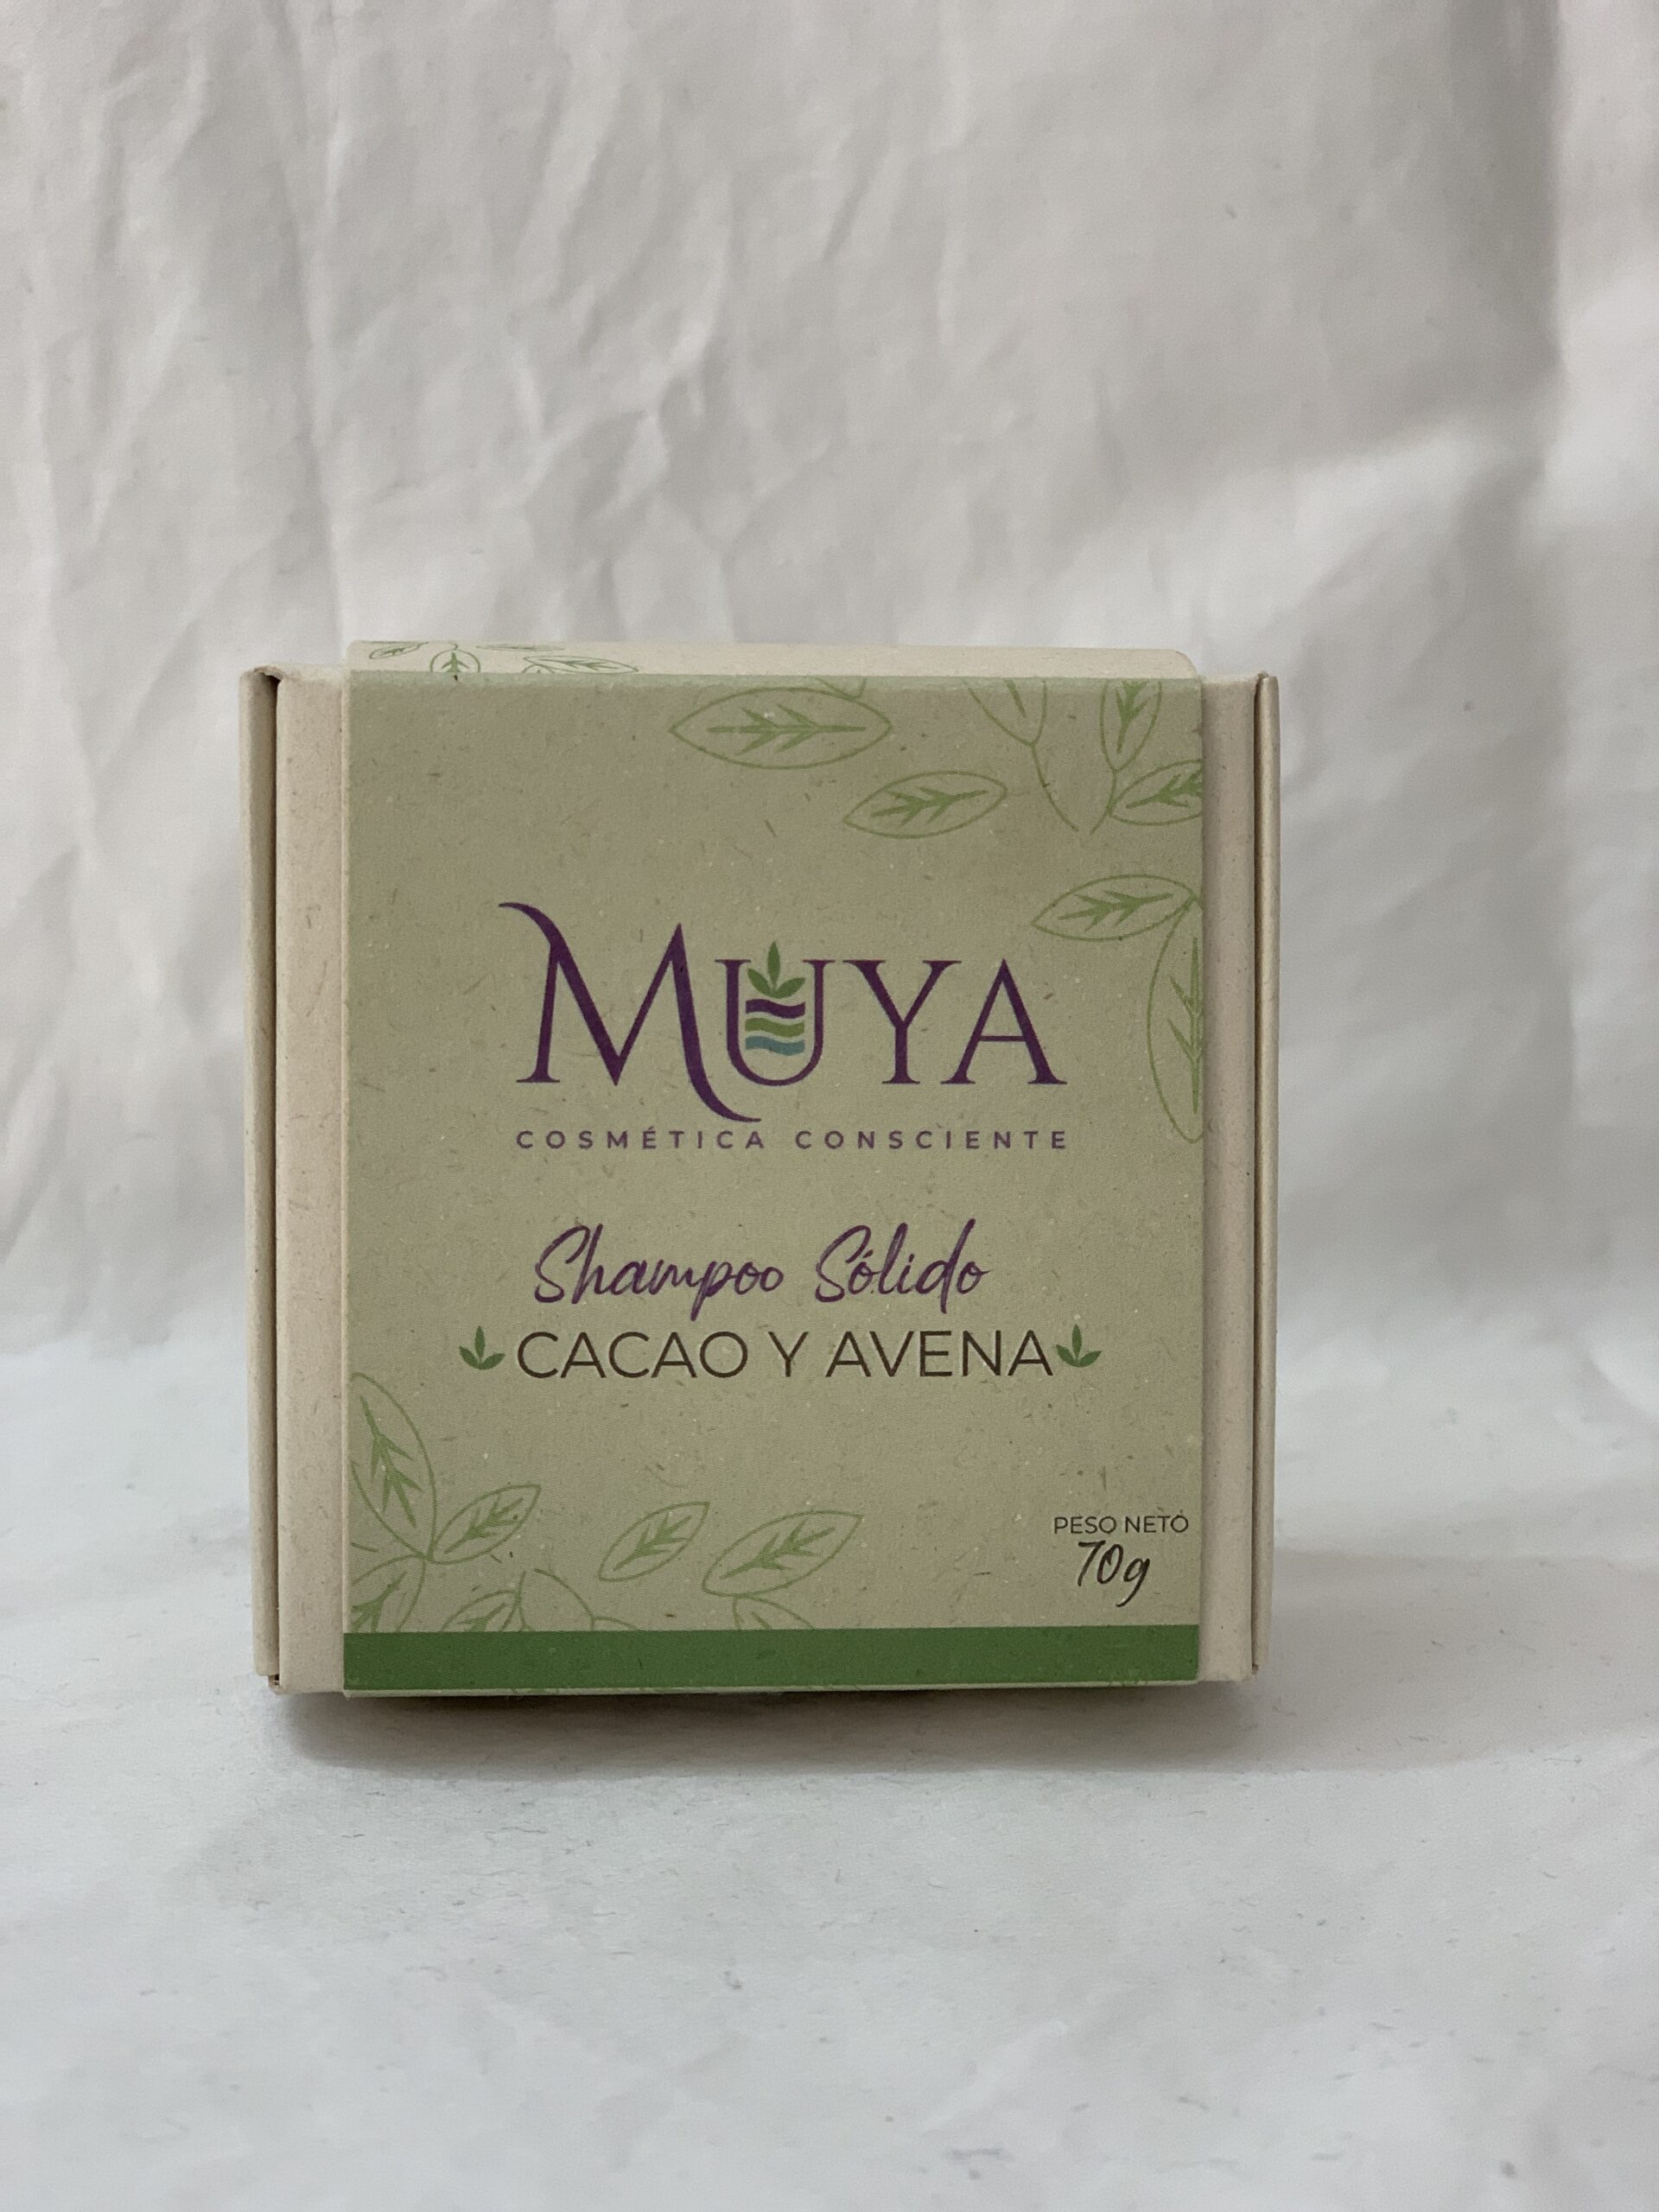 MUYA
COSMÉTICA CONSCIENTE
Shampoo Sólido
CACAO Y AVENA
PESO NETO
70g